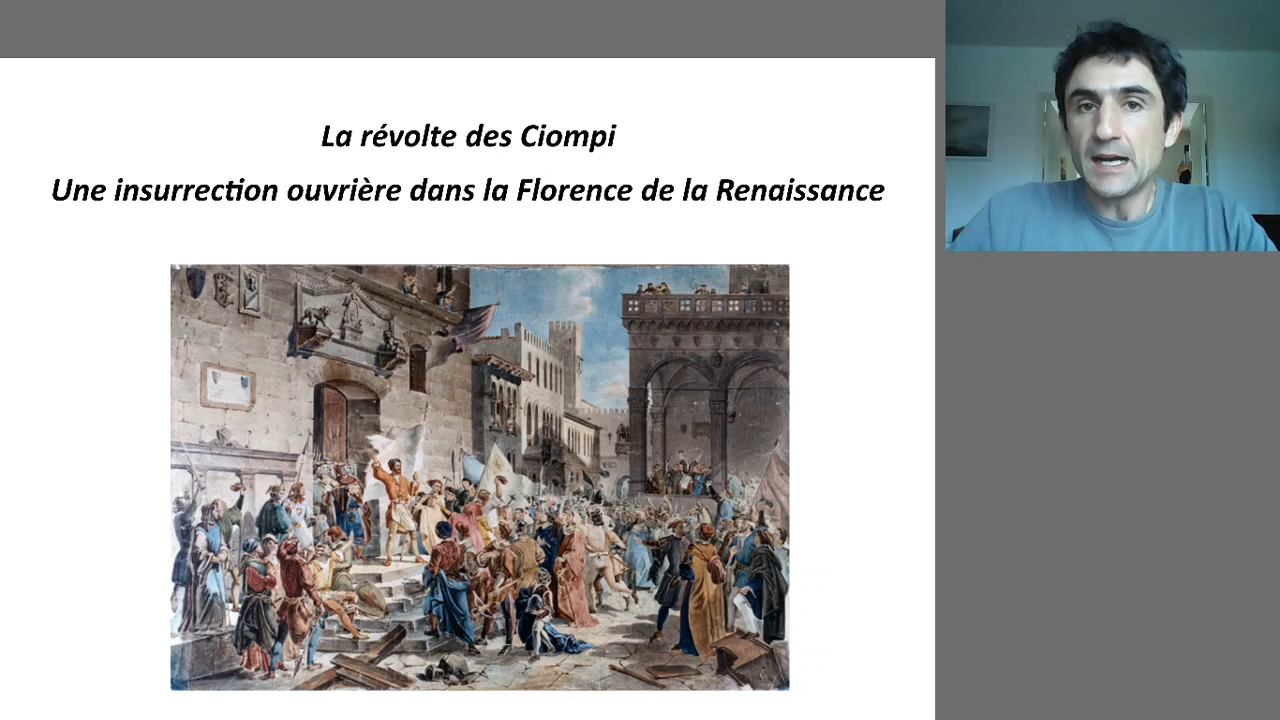 La révolte des Ciompi
Une insurrection ouvrière dans la Florence de la Renaissance